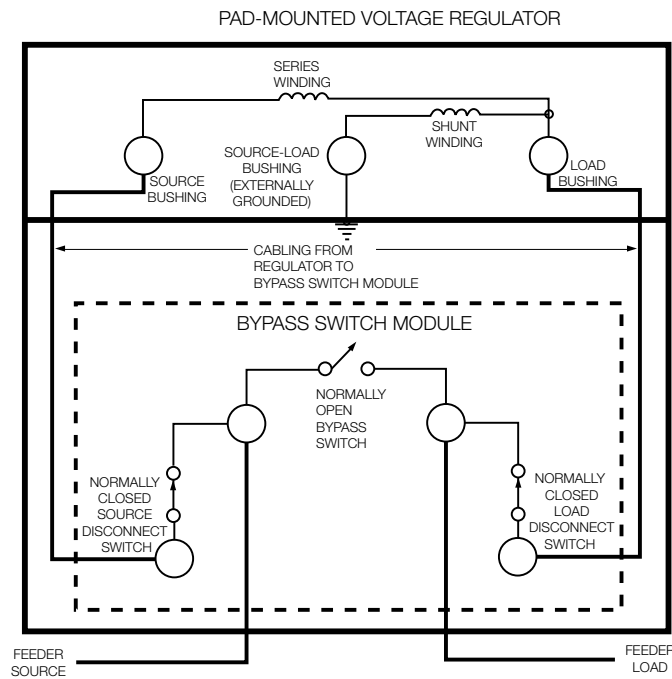 PAD-MOUNTED VOLTAGE REGULATOR
SERIES
WINDING
SHUNT
WINDING
SOURCE-LOAD
BUSHING
(EXTERNALLY
GROUNDED)
SOURCE
BUSHING
LOAD
BUSHING
CABLING FROM
REGULATOR TO
BYPASS SWITCH MODULE
BYPASS SWITCH MODULE
NORMALLY
OPEN
BYPASS
SWITCH
NORMALLY
CLOSED
SOURCE
DISCONNECT
SWITCH
NORMALLY
CLOSED
LOAD
DISCONNECT
SWITCH
FEEDER
SOURCE
FEEDER
LOAD